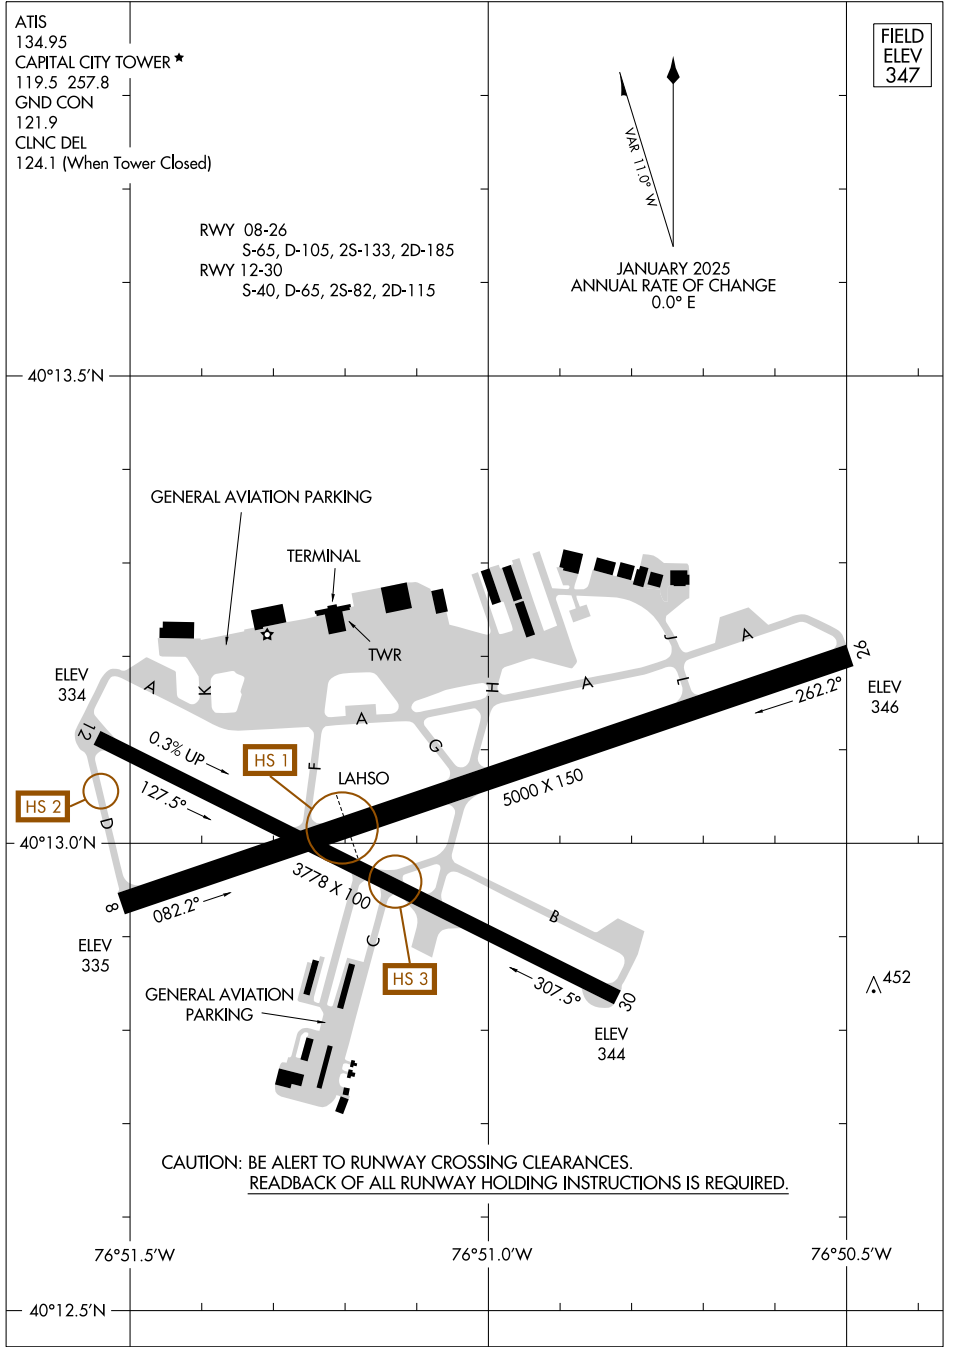 ATIS
134.95
CAPITAL CITY TOWER
119.5 257.8
GND CON
121.9
CLNC DEL
124.1 (When Tower Closed)
FIELD
ELEV
347
VAR 11.0° W
RWY 08-26
S-65, D-105, 2S-133, 2D-185
RWY 12-30
S-40, D-65, 2S-82, 2D-115
JANUARY 2025
ANNUAL RATE OF CHANGE
0.0° E
40°13.5'N
GENERAL AVIATION PARKING
TERMINAL
TWR
J
A
26
ELEV
334
A
K
H
A
L
262.2°
ELEV
346
12
A
G
0.3% UP
F
HS 1
LAHSO
5000 X 150
127.5°
HS 2
D
40°13.0'N
3778 X 100
8
082.2°
B
C
ELEV
335
HS 3
307.5°
30
452
GENERAL AVIATION
PARKING
ELEV
344
CAUTION: BE ALERT TO RUNWAY CROSSING CLEARANCES.
READBACK OF ALL RUNWAY HOLDING INSTRUCTIONS IS REQUIRED.
76°51.5'W
76°51.0'W
76°50.5'W
40°12.5'N